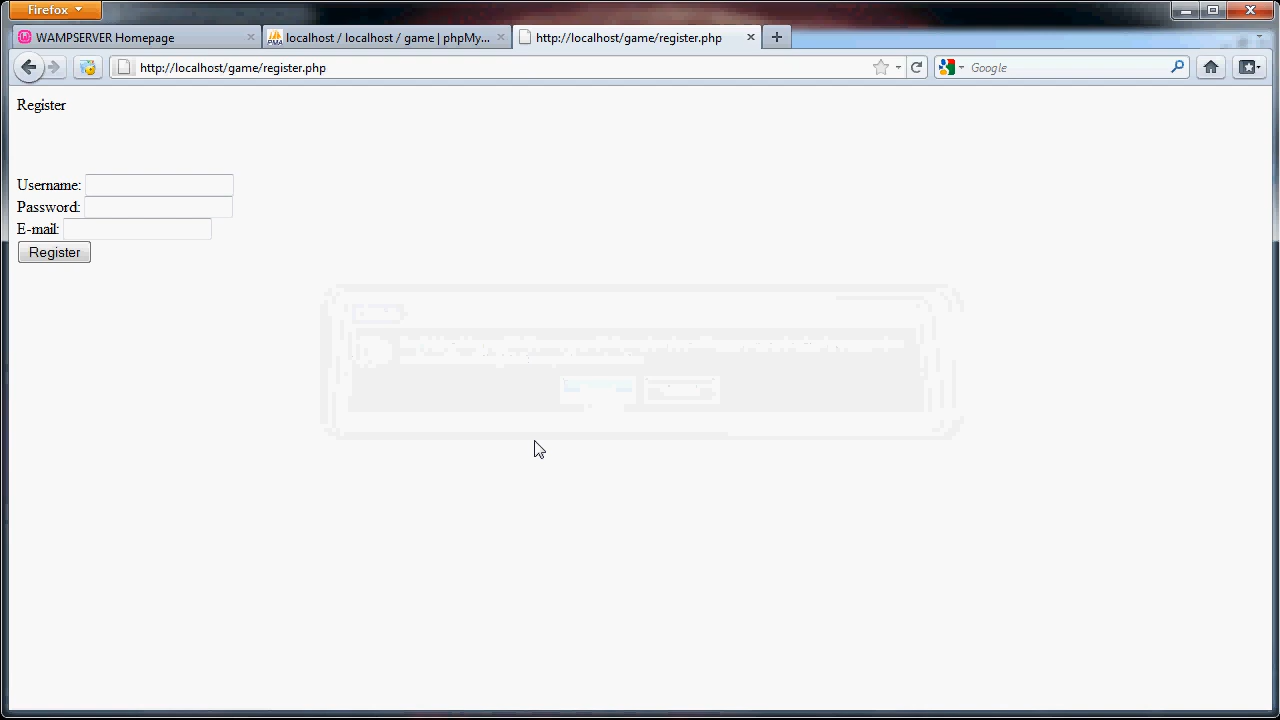 Firefox
WAMPSERVER Homepage
localhost / localhost / game | phpMy...
http://localhost/game/register.php
http://localhost/game/register.php
Google
Register
Username:
Password:
E-mail:
Register